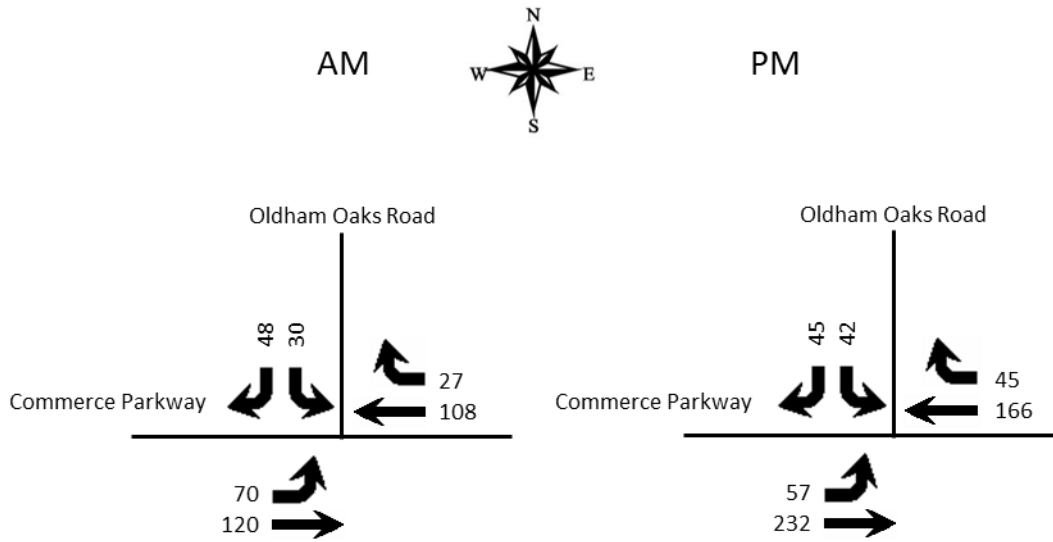 AM
N
W
E
S
PM
Oldham Oaks Road
48
30
27
Commerce Parkway
108
70
120
Oldham Oaks Road
45
42
45
Commerce Parkway
166
57
232